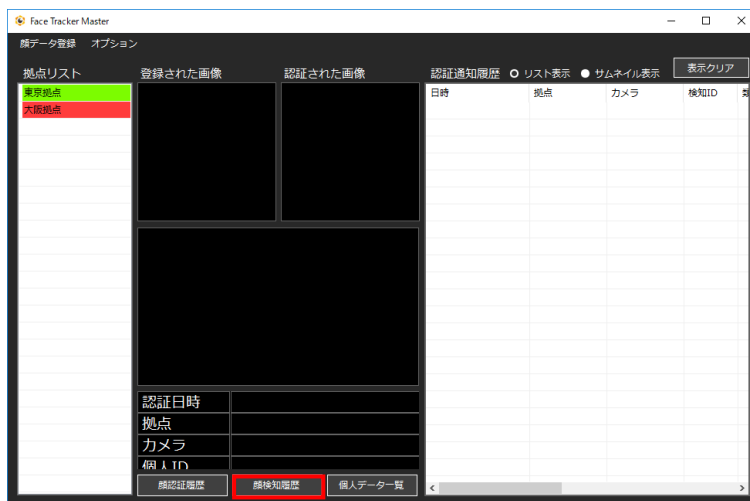 Face Tracker Master
顔データ登録 オプション
拠点リスト 登録された画像 認証された画像 認証通知履歴 リスト表示 サムネイル表示 表示クリア
東京拠点 日時 拠点 カメラ 検知ID
大阪拠点
認証日時
拠点
カメラ
個人ID
顔認証履歴 顔検知履歴 個人データ一覧